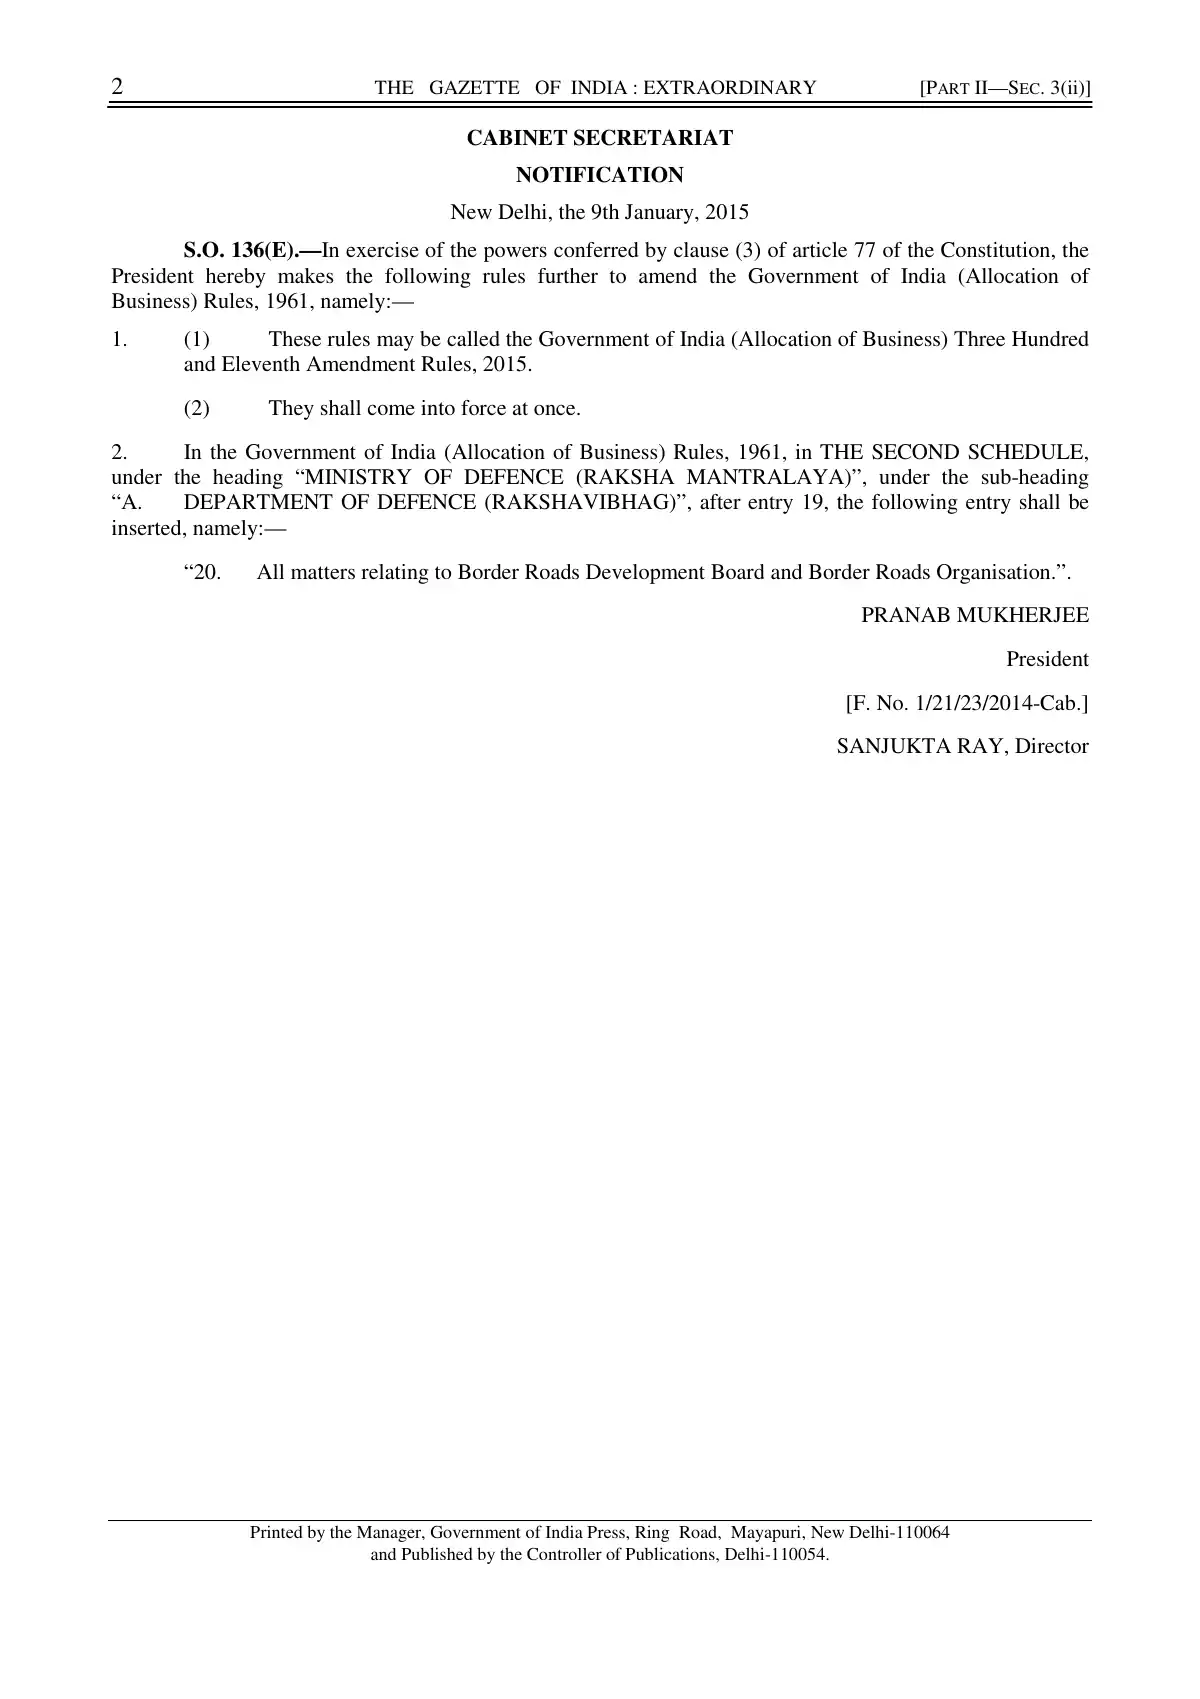 2 THE GAZETTE OF INDIA : EXTRAORDINARY [PART II—SEC. 3(ii)]
CABINET SECRETARIAT
NOTIFICATION
New Delhi, the 9th January, 2015
S.O. 136(E).—In exercise of the powers conferred by clause (3) of article 77 of the Constitution, the
President hereby makes the following rules further to amend the Government of India (Allocation of
Business) Rules, 1961, namely:—
1. (1) These rules may be called the Government of India (Allocation of Business) Three Hundred
and Eleventh Amendment Rules, 2015.
(2) They shall come into force at once.
2. In the Government of India (Allocation of Business) Rules, 1961, in THE SECOND SCHEDULE,
under the heading “MINISTRY OF DEFENCE (RAKSHA MANTRALAYA)”, under the sub-heading
“A. DEPARTMENT OF DEFENCE (RAKSHAVIBHAG)”, after entry 19, the following entry shall be
inserted, namely:—
“20. All matters relating to Border Roads Development Board and Border Roads Organisation.”.
PRANAB MUKHERJEE
President
[F. No. 1/21/23/2014-Cab.]
SANJUKTA RAY, Director
Printed by the Manager, Government of India Press, Ring Road, Mayapuri, New Delhi-110064
and Published by the Controller of Publications, Delhi-110054.